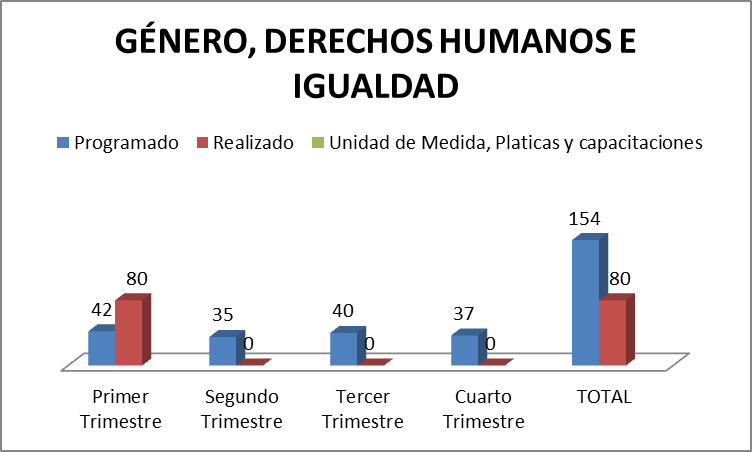 GÉNERO, DERECHOS HUMANOS E
IGUALDAD
Programado Realizado Unidad de Medida, Platicas y capacitaciones
42 80 35 0 40 0 37 0 154 80
Primer Segundo Tercer Cuarto TOTAL
Trimestre Trimestre Trimestre Trimestre